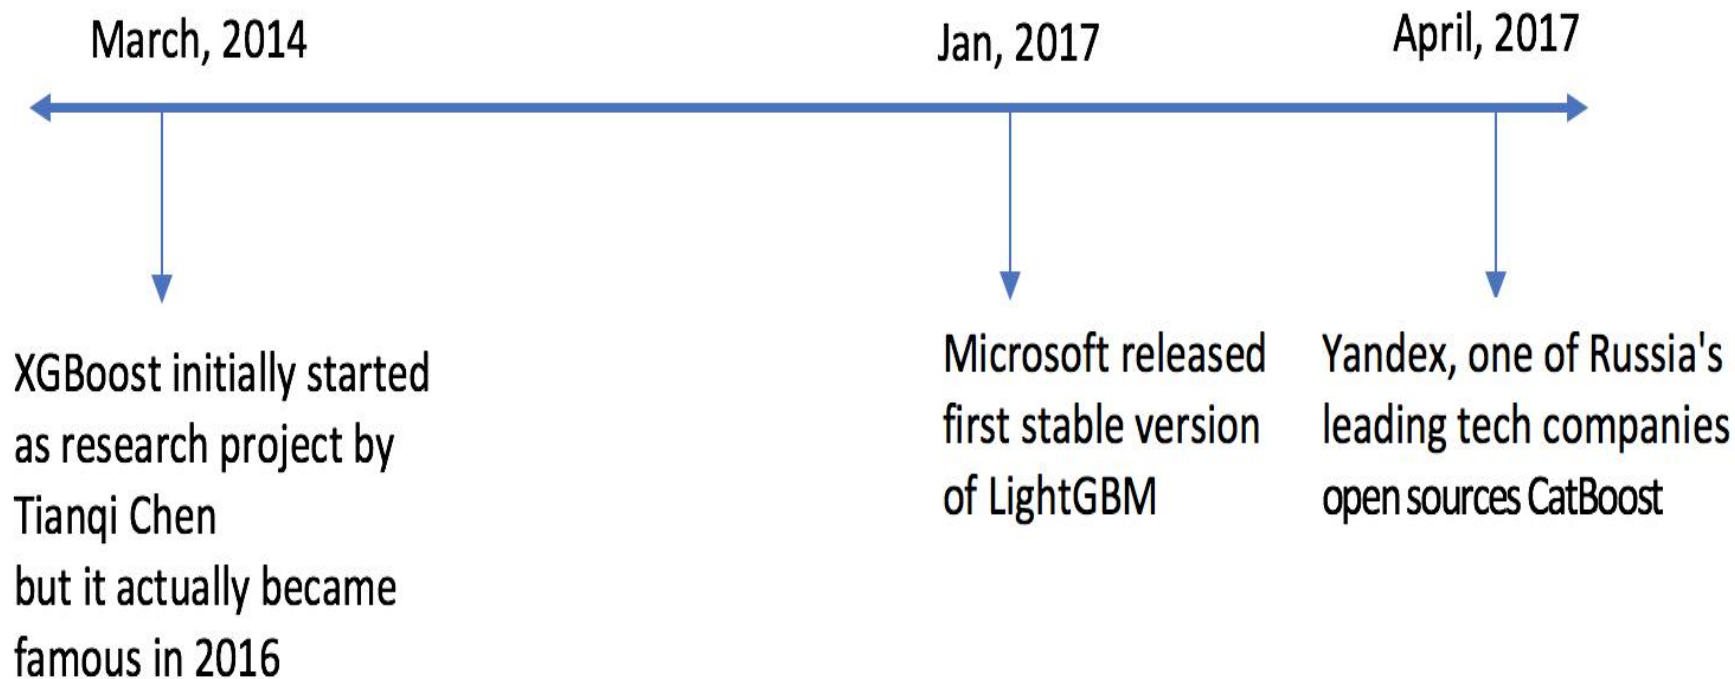 March, 2014
Jan, 2017
April, 2017
XGBoost initially started
as research project by
Tianqi Chen
but it actually became
famous in 2016
Microsoft released
first stable version
of LightGBM
Yandex, one of Russia's
leading tech companies
open sources CatBoost